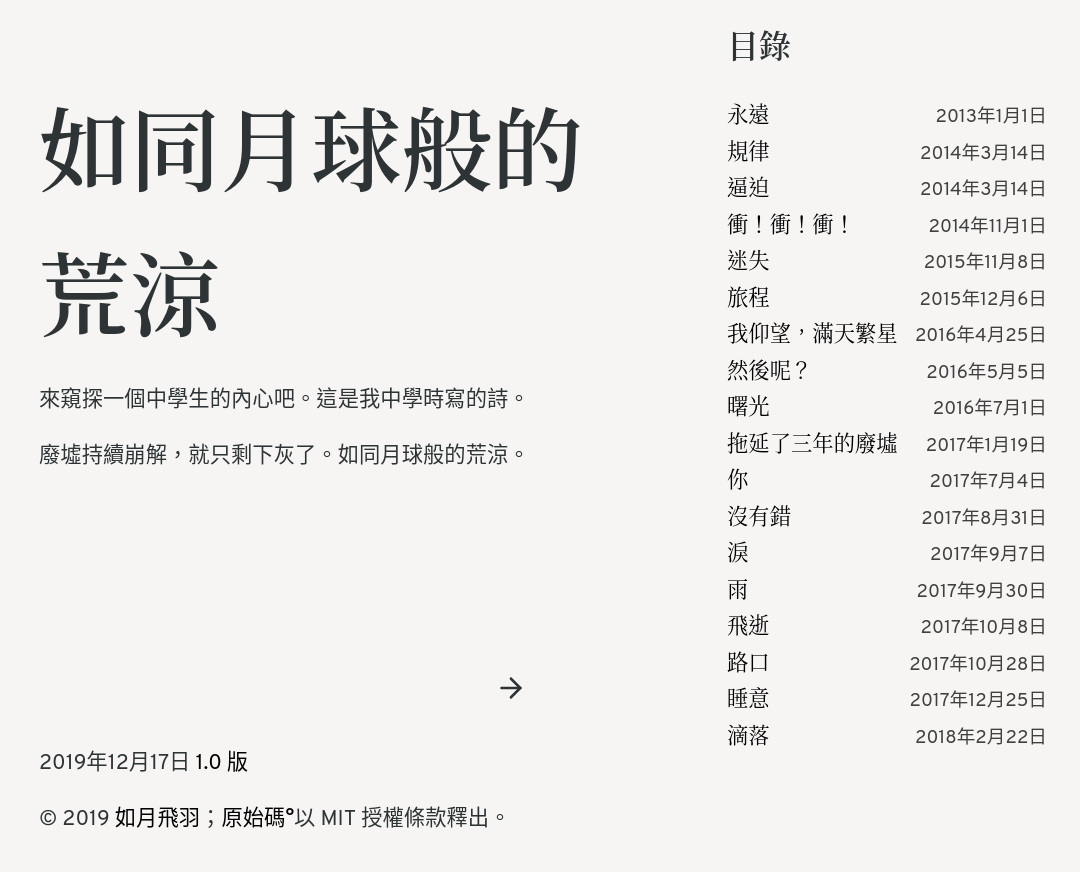 如同月球般的
荒涼
來窺探一個中學生的內心吧。這是我中學時寫的詩。
廢墟持續崩解，就只剩下灰了。如同月球般的荒涼。
→
2019年12月17日 1.0 版
© 2019 如月飛羽；原始碼°以 MIT 授權條款釋出。
目錄
永遠 2013年1月1日
規律 2014年3月14日
逼迫 2014年3月14日
衝！衝！衝！ 2014年11月1日
迷失 2015年11月8日
旅程 2015年12月6日
我仰望，滿天繁星 2016年4月25日
然後呢？ 2016年5月5日
曙光 2016年7月1日
拖延了三年的廢墟 2017年1月19日
你 2017年7月4日
沒有錯 2017年8月31日
淚 2017年9月7日
雨 2017年9月30日
飛逝 2017年10月8日
路口 2017年10月28日
睡意 2017年12月25日
滴落 2018年2月22日